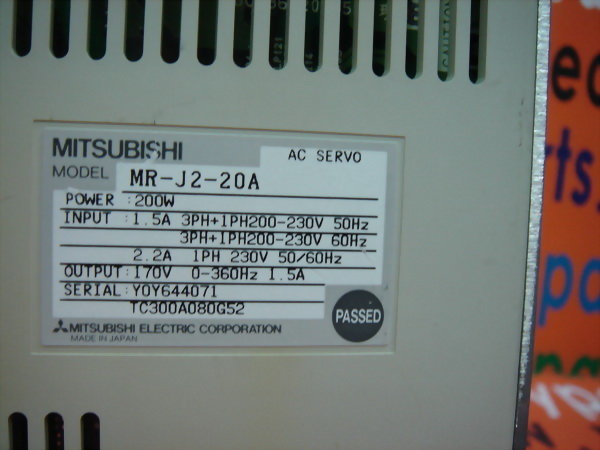 MITSUBISHI
AC SERVO
MODEL MR-J2-20A
POWER :200W
INPUT :1.5A 3PH+1PH200-230V 50Hz
3PH+1PH200-230V 60Hz
2.2A 1PH 230V 50/60Hz
OUTPUT:170V 0-360Hz 1.5A
SERIAL:Y0Y644071
TC300A080G52
PASSED
MITSUBISHI ELECTRIC CORPORATION
MADE IN JAPAN